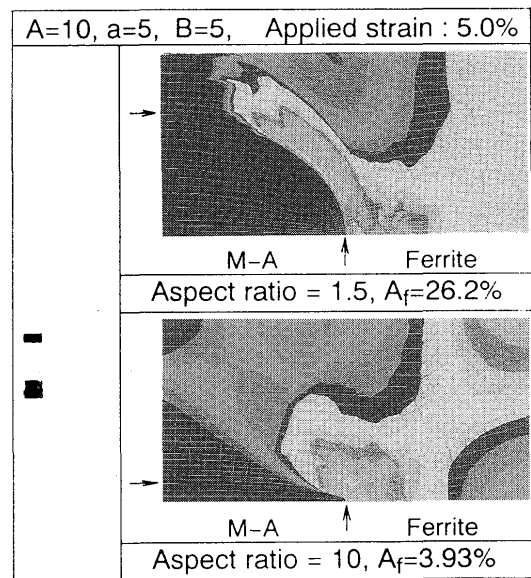 A=10, a=5, B=5, Applied strain : 5.0%
M–A Ferrite
Aspect ratio = 1.5, Af=26.2%
M–A Ferrite
Aspect ratio = 10, Af=3.93%